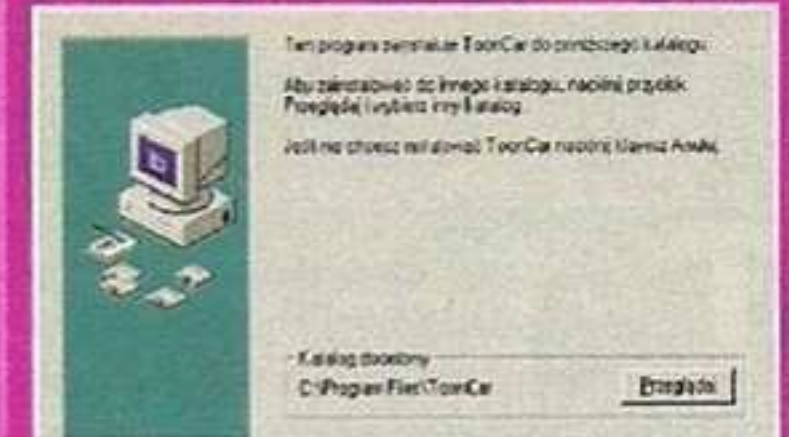 Ten program zainstaluje ToonCar do poniższego katalogu.
Aby zainstalować do innego katalogu, naciśnij przycisk
Przeglądaj i wybierz inny katalog.
Jeśli nie chcesz instalować ToonCar naciśnij klawisz Anuluj.
Katalog docelowy
C:\Program Files\ToonCar
Przeglądaj